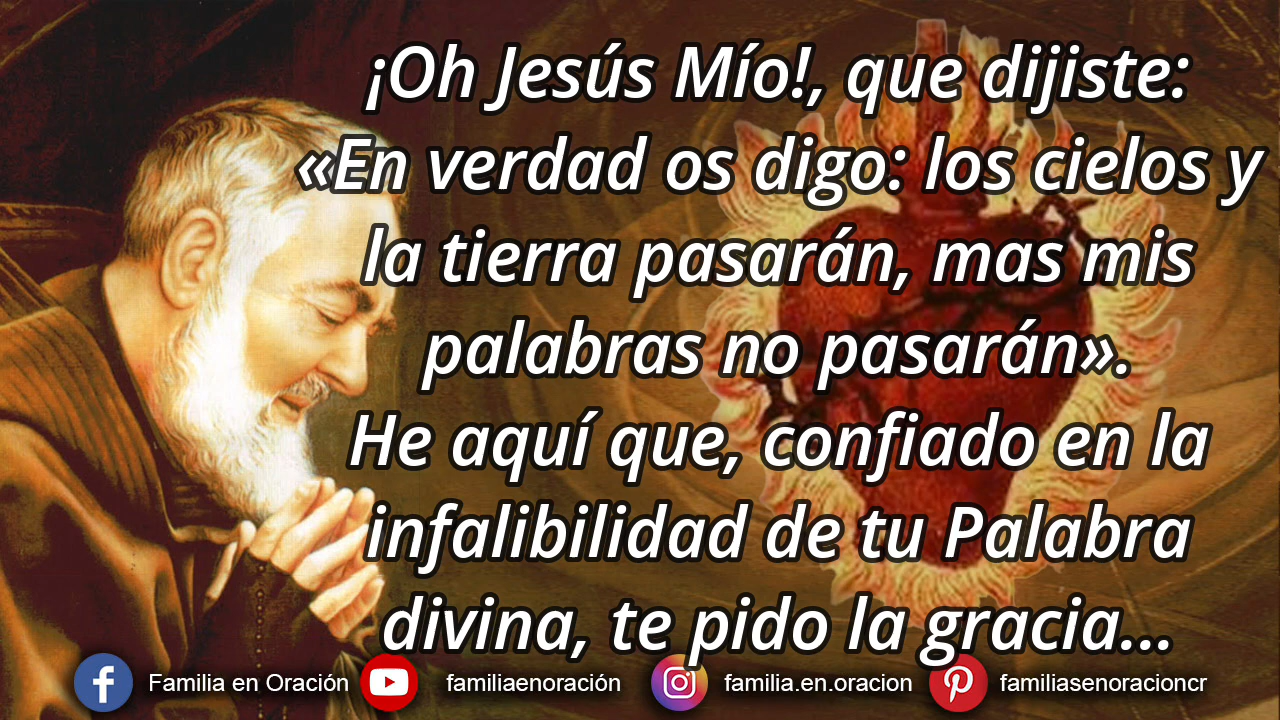 ¡Oh Jesús Mío!, que dijiste:
«En verdad os digo: los cielos y
la tierra pasarán, mas mis
palabras no pasarán».
He aquí que, confiado en la
infalibilidad de tu Palabra
divina, te pido la gracia...
Familia en Oración familiaenoración familia.en.oracion familiasenoracioncr